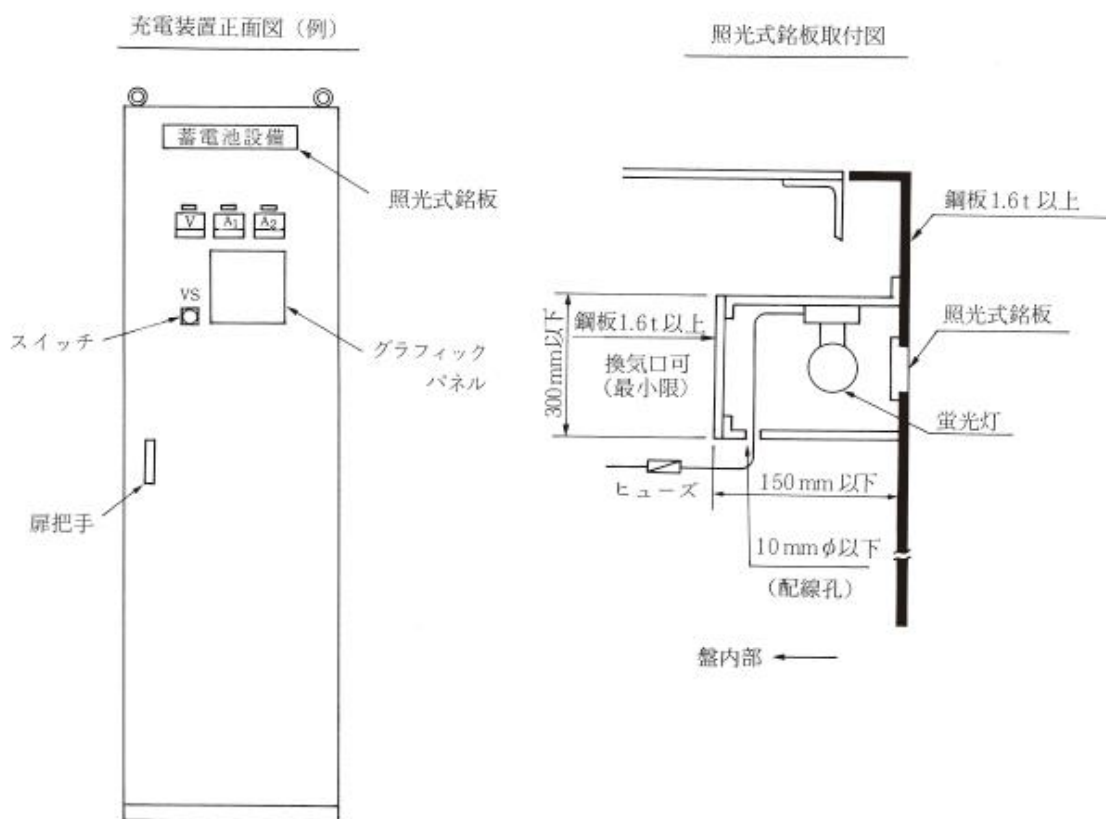 充電装置正面図（例）
蓄電池設備
照光式銘板
V
A₁
A₂
VS
スイッチ
グラフィック
パネル
扉把手
照光式銘板取付図
鋼板1.6t以上
照光式銘板
300mm以下
鋼板1.6t以上
換気口可
（最小限）
蛍光灯
ヒューズ
150mm以下
10mmφ以下
（配線孔）
盤内部